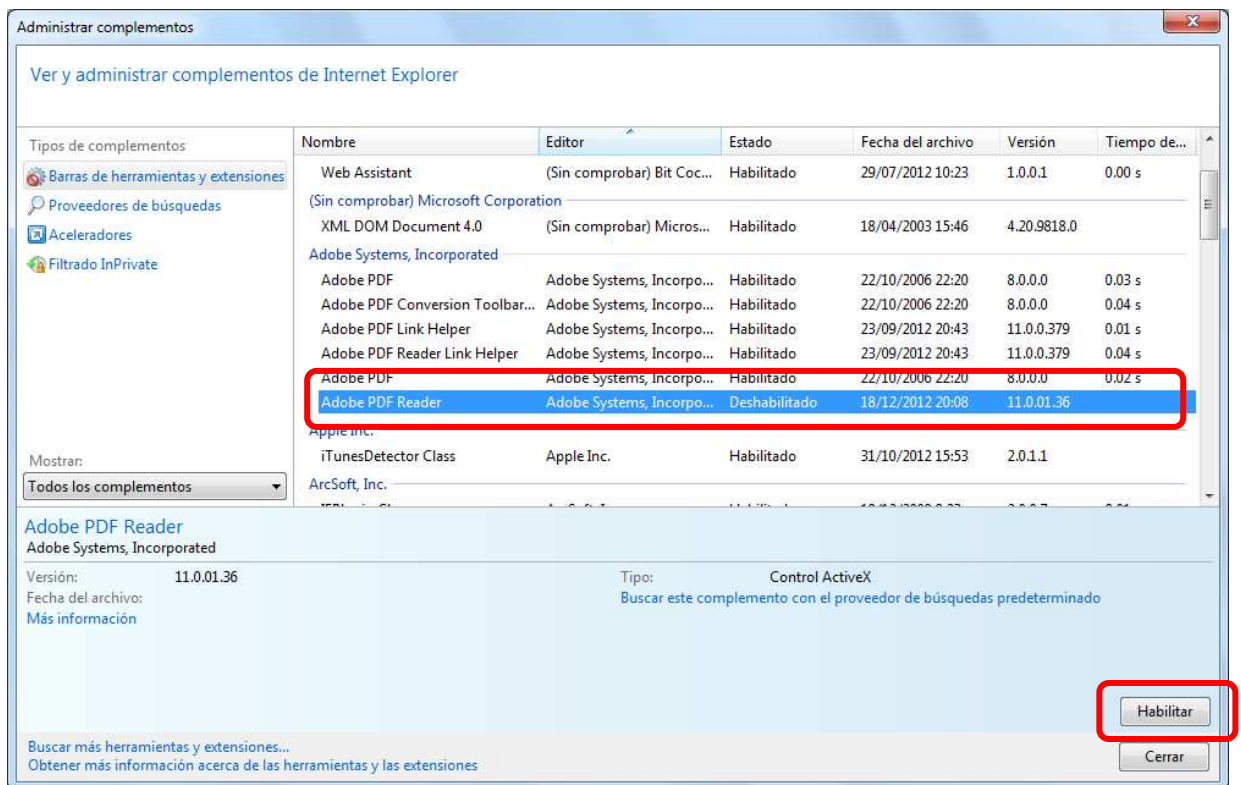 Administrar complementos
Ver y administrar complementos de Internet Explorer
Tipos de complementos
Barras de herramientas y extensiones
Proveedores de búsquedas
Aceleradores
Filtrado InPrivate
Mostrar:
Todos los complementos
Nombre Editor Estado Fecha del archivo Versión Tiempo de...
Web Assistant (Sin comprobar) Bit Coc... Habilitado 29/07/2012 10:23 1.0.0.1 0.00 s
(Sin comprobar) Microsoft Corporation
XML DOM Document 4.0 (Sin comprobar) Micros... Habilitado 18/04/2003 15:46 4.20.9818.0
Adobe Systems, Incorporated
Adobe PDF Adobe Systems, Incorpo... Habilitado 22/10/2006 22:20 8.0.0.0 0.03 s
Adobe PDF Conversion Toolbar... Adobe Systems, Incorpo... Habilitado 22/10/2006 22:20 8.0.0.0 0.04 s
Adobe PDF Link Helper Adobe Systems, Incorpo... Habilitado 23/09/2012 20:43 11.0.0.379 0.01 s
Adobe PDF Reader Link Helper Adobe Systems, Incorpo... Habilitado 23/09/2012 20:43 11.0.0.379 0.04 s
Adobe PDF Adobe Systems, Incorpo... Habilitado 22/10/2006 22:20 8.0.0.0 0.02 s
Adobe PDF Reader Adobe Systems, Incorpo... Deshabilitado 18/12/2012 20:08 11.0.01.36
Apple Inc.
iTunesDetector Class Apple Inc. Habilitado 31/10/2012 15:53 2.0.1.1
ArcSoft, Inc.
Adobe PDF Reader
Adobe Systems, Incorporated
Versión: 11.0.01.36
Fecha del archivo:
Más información
Tipo: Control ActiveX
Buscar este complemento con el proveedor de búsquedas predeterminado
Habilitar
Buscar más herramientas y extensiones...
Obtener más información acerca de las herramientas y las extensiones
Cerrar